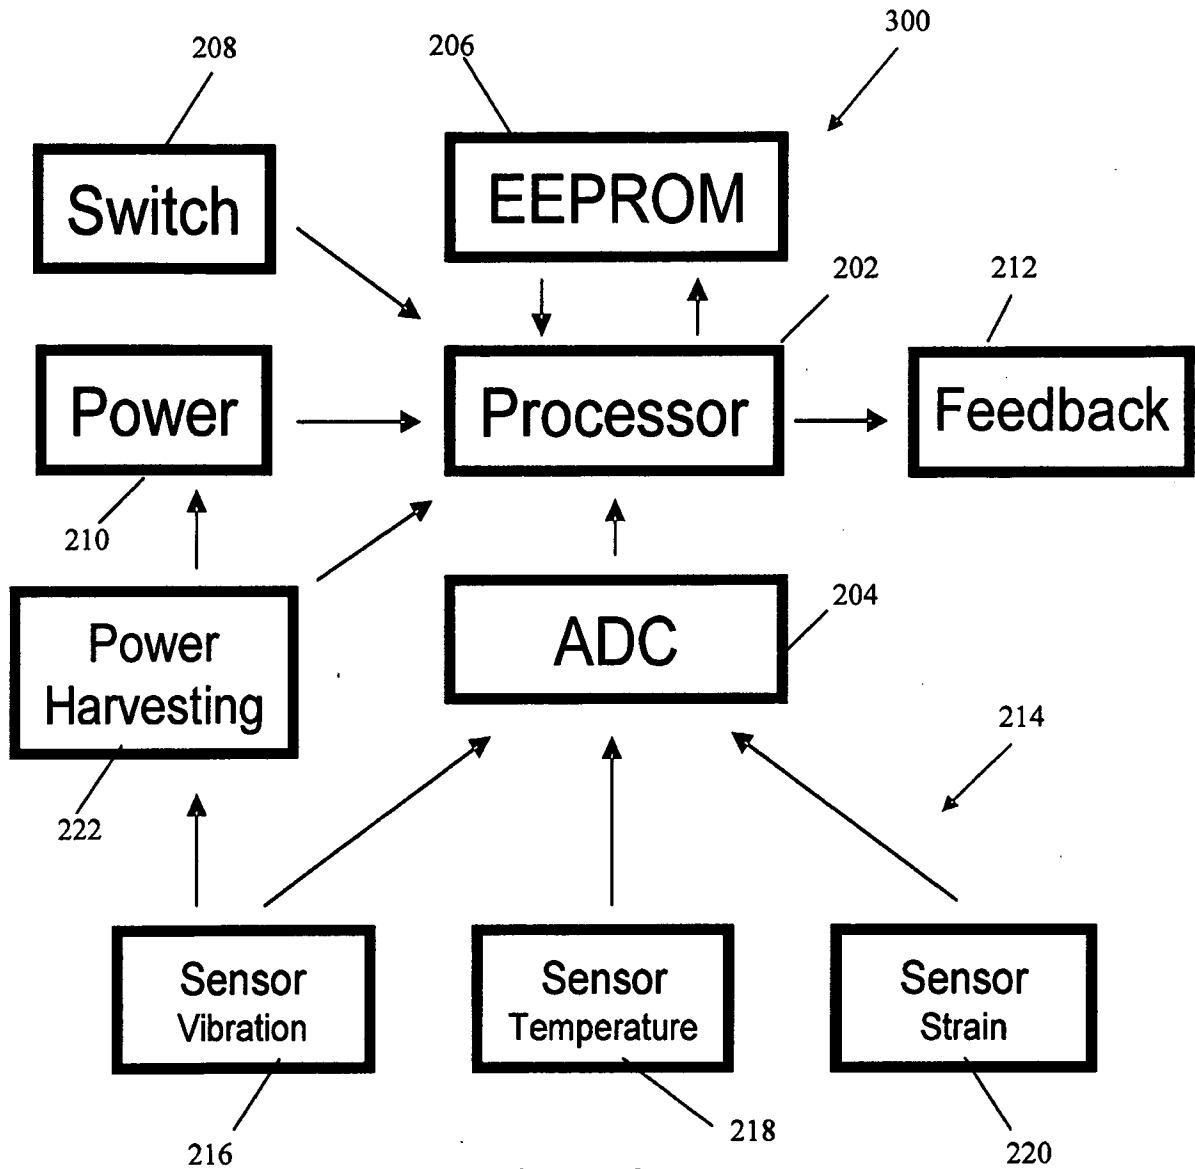 208
206
300
Switch
EEPROM
202
212
Power
Processor
Feedback
210
Power
Harvesting
ADC
204
222
214
Sensor
Vibration
Sensor
Temperature
Sensor
Strain
216
218
220